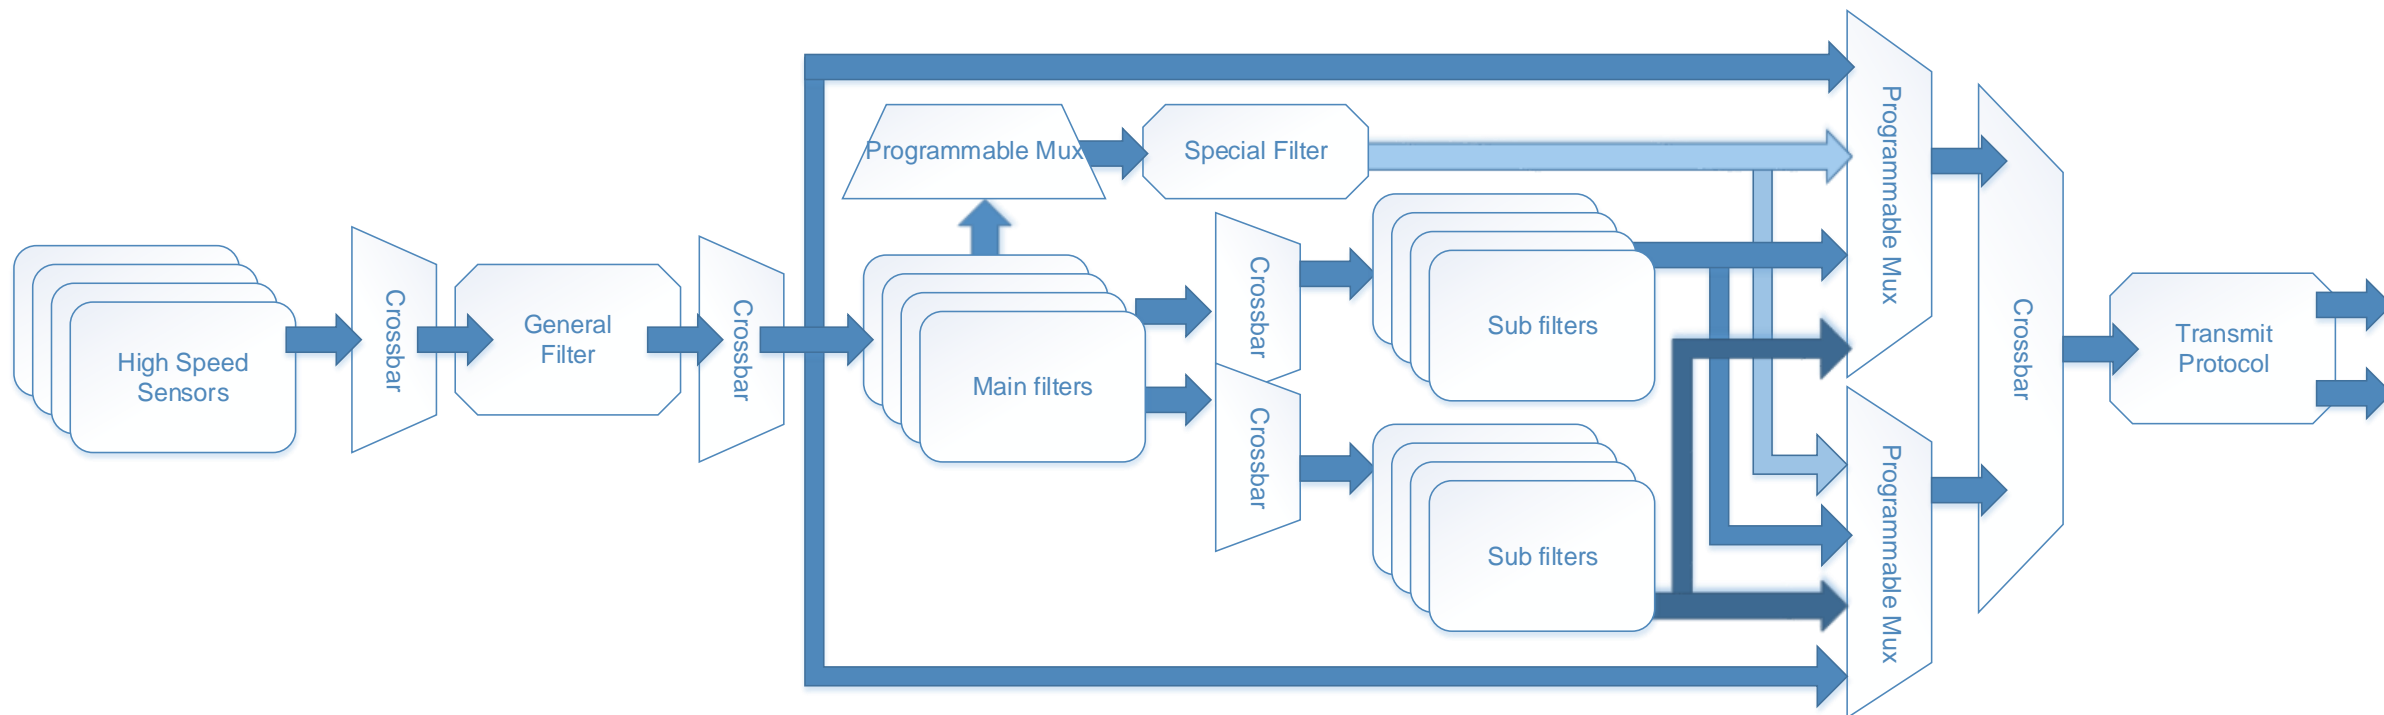 High Speed
Sensors
Crossbar
General
Filter
Crossbar
Programmable Mux
Special Filter
Main filters
Crossbar
Crossbar
Sub filters
Sub filters
Programmable Mux
Programmable Mux
Crossbar
Transmit
Protocol